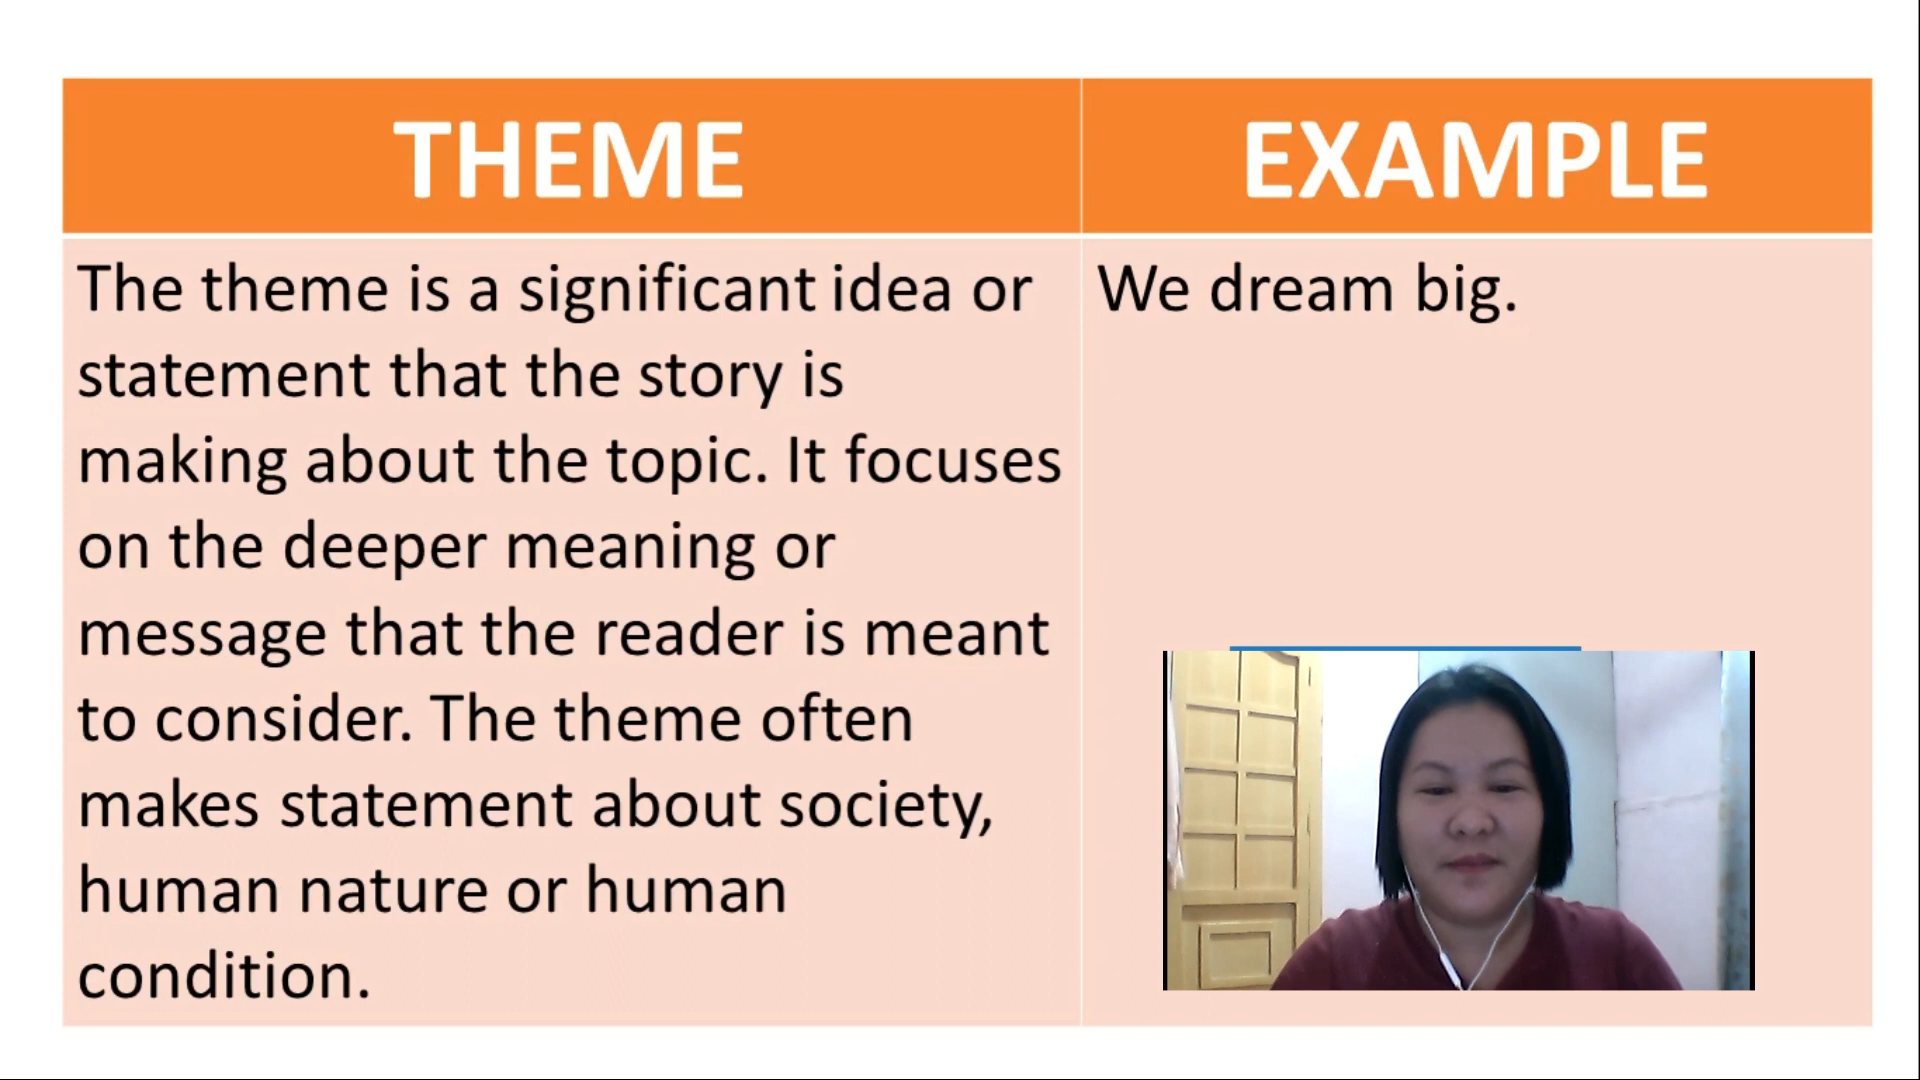 THEME
EXAMPLE
The theme is a significant idea or
statement that the story is
making about the topic. It focuses
on the deeper meaning or
message that the reader is meant
to consider. The theme often
makes statement about society,
human nature or human
condition.
We dream big.